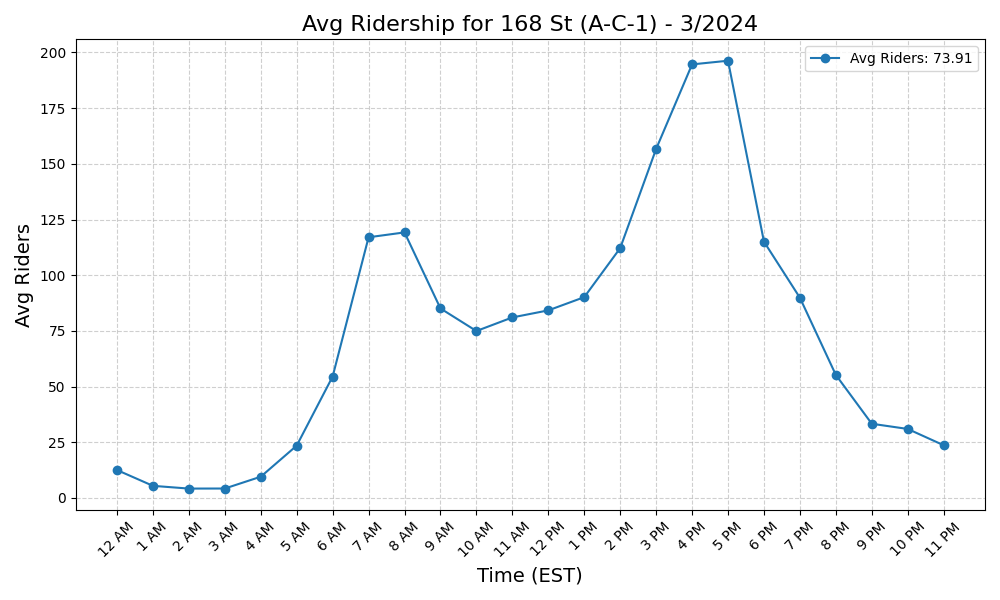 Avg Ridership for 168 St (A-C-1) - 3/2024
Avg Riders: 73.91
Avg Riders
200
175
150
125
100
75
50
25
0
12 AM
1 AM
2 AM
3 AM
4 AM
5 AM
6 AM
7 AM
8 AM
9 AM
10 AM
11 AM
12 PM
1 PM
2 PM
3 PM
4 PM
5 PM
6 PM
7 PM
8 PM
9 PM
10 PM
11 PM
Time (EST)